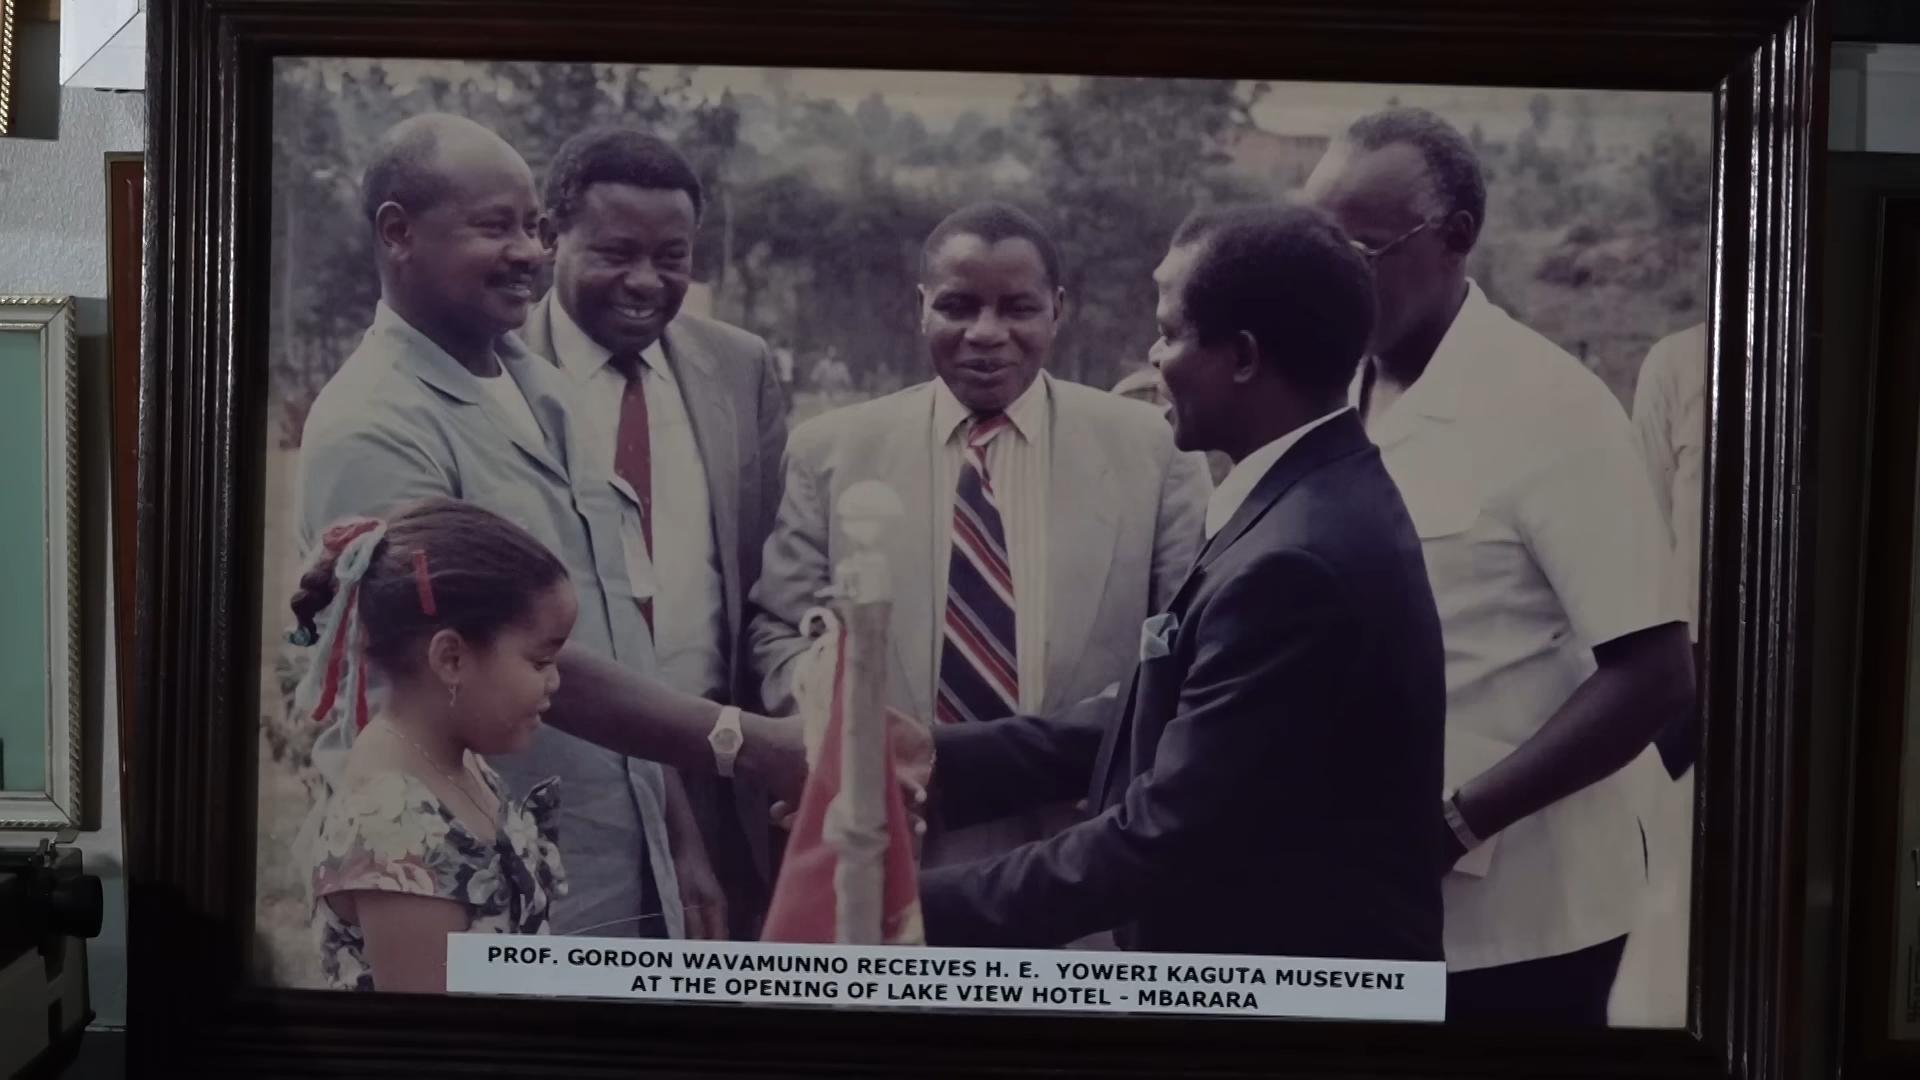 PROF. GORDON WAVAMUNNO RECEIVES H. E. YOWERI KAGUTA MUSEVENI
AT THE OPENING OF LAKE VIEW HOTEL - MBARARA